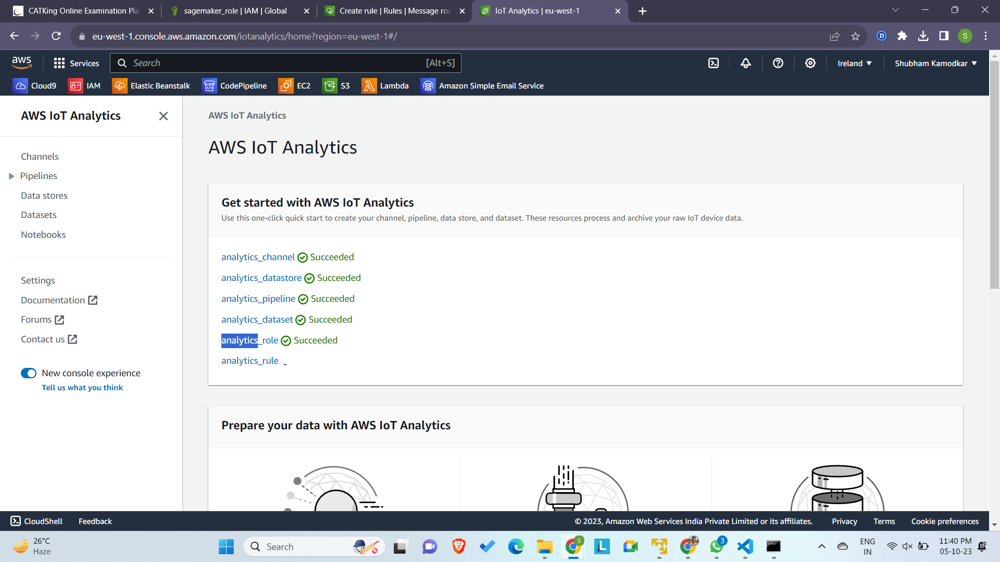 CATKing Online Examination Pla
sagemaker_role | IAM | Global
Create rule | Rules | Message rou
IoT Analytics | eu-west-1
eu-west-1.console.aws.amazon.com/iotanalytics/home?region=eu-west-1#/
D
S
aws
Services
Search
[Alt+S]
Ireland
Shubham Kamodkar
Cloud9
IAM
Elastic Beanstalk
CodePipeline
EC2
S3
Lambda
Amazon Simple Email Service
AWS IoT Analytics
Channels
Pipelines
Data stores
Datasets
Notebooks
Settings
Documentation
Forums
Contact us
New console experience
Tell us what you think
AWS IoT Analytics
AWS IoT Analytics
Get started with AWS IoT Analytics
Use this one-click quick start to create your channel, pipeline, data store, and dataset. These resources process and archive your raw IoT device data.
analytics_channel Succeeded
analytics_datastore Succeeded
analytics_pipeline Succeeded
analytics_dataset Succeeded
analytics_role Succeeded
analytics_rule
Prepare your data with AWS IoT Analytics
CloudShell
Feedback
© 2023, Amazon Web Services India Private Limited or its affiliates.
Privacy
Terms
Cookie preferences
26°C
Haze
Search
L
S
3
ENG
IN
11:40 PM
05-10-23